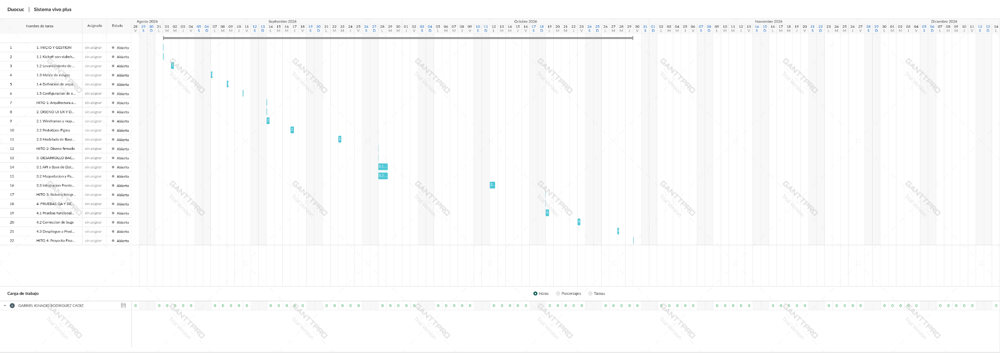 Duocuc | Sistema vivo plus
Nombre de tarea Asignado Estado
Agosto 2026 Septiembre 2026 Octubre 2026 Noviembre 2026 Diciembre 2026
28 29 30 31 01 02 03 04 05 06 07 08 09 10 11 12 13 14 15 16 17 18 19 20 21 22 23 24 25 26 27 28 29 30 01 02 03 04 05 06 07 08 09 10 11 12 13 14 15 16 17 18 19 20 21 22 23 24 25 26 27 28 29 30 31 01 02 03 04 05 06 07 08 09 10 11 12 13 14 15 16 17 18 19 20 21 22 23 24 25 26 27 28 29 30 01 02 03 04 05 06 07 08 09 10 11 12 13 14
V S D L M M J V S D L M M J V S D L M M J V S D L M M J V S D L M M J V S D L M M J V S D L M M J V S D L M M J V S D L M M J V S D L M M J V S D L M M J V S D L M M J V S D L M M J V S D L M M J V S D L M M J V S D L
1 1. INICIO Y GESTION sin asignar Abierto
2 1.1 Kickoff con stakeh... sin asignar Abierto
3 1.2 Levantamiento de ... sin asignar Abierto
4 1.3 Matriz de riesgos sin asignar Abierto
5 1.4 Definicion de arqui... sin asignar Abierto
6 1.5 Configuracion de e... sin asignar Abierto
7 HITO 1: Arquitectura a... sin asignar Abierto
8 2. DISENO UI UX Y D... sin asignar Abierto
9 2.1 Wireframes y map... sin asignar Abierto 2
10 2.2 Prototipos Figma sin asignar Abierto 2
11 2.3 Modelado de Base... sin asignar Abierto 2
12 HITO 2: Diseno firmado sin asignar Abierto
13 3. DESARROLLO BAC... sin asignar Abierto
14 3.1 API y Base de Dat... sin asignar Abierto 3.1...
15 3.2 Maquetacion y Pa... sin asignar Abierto 3.2...
16 3.3 Integracion Fronte... sin asignar Abierto 3...
17 HITO 3: Sistema Integr... sin asignar Abierto
18 4. PRUEBAS QA Y DE... sin asignar Abierto
19 4.1 Pruebas funcional... sin asignar Abierto 4
20 4.2 Correccion de bugs sin asignar Abierto 4
21 4.3 Despliegue a Prod... sin asignar Abierto
22 HITO 4: Proyecto Fina... sin asignar Abierto
Carga de trabajo Horas Porcentajes Tareas
G GABRIEL IGNACIO RODRIGUEZ CADIZ 0 0 0 0 0 0 0 0 0 0 0 0 0 0 0 0 0 0 0 0 0 0 0 0 0 0 0 0 0 0 0 0 0 0 0 0 0 0 0 0 0 0 0 0 0 0 0 0 0 0 0 0 0 0 0 0 0 0 0 0 0 0 0 0 0 0 0 0 0 0 0 0 0 0 0 0 0
GANTTPRO
Trial Version